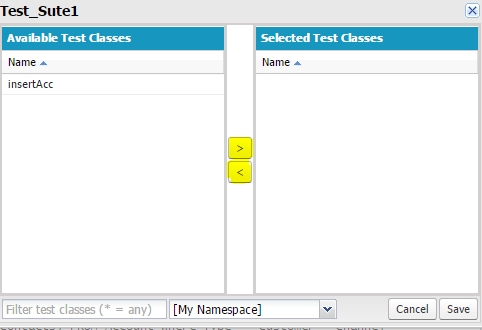 Test_Sute1
Available Test Classes
Selected Test Classes
Name
Name
insertAcc
>
<
Filter test classes (* = any)
[My Namespace]
Cancel
Save